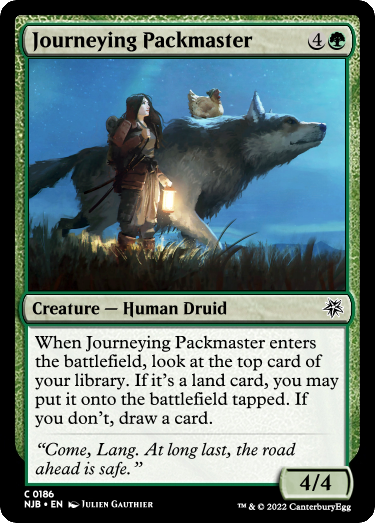 Journeying Packmaster 4
Creature — Human Druid
When Journeying Packmaster enters
the battlefield, look at the top card of
your library. If it's a land card, you may
put it onto the battlefield tapped. If
you don't, draw a card.
“Come, Lang. At long last, the road
ahead is safe.”
4/4
C 0186
NJB • EN Julien Gauthier
™ & © 2022 CanterburyEgg